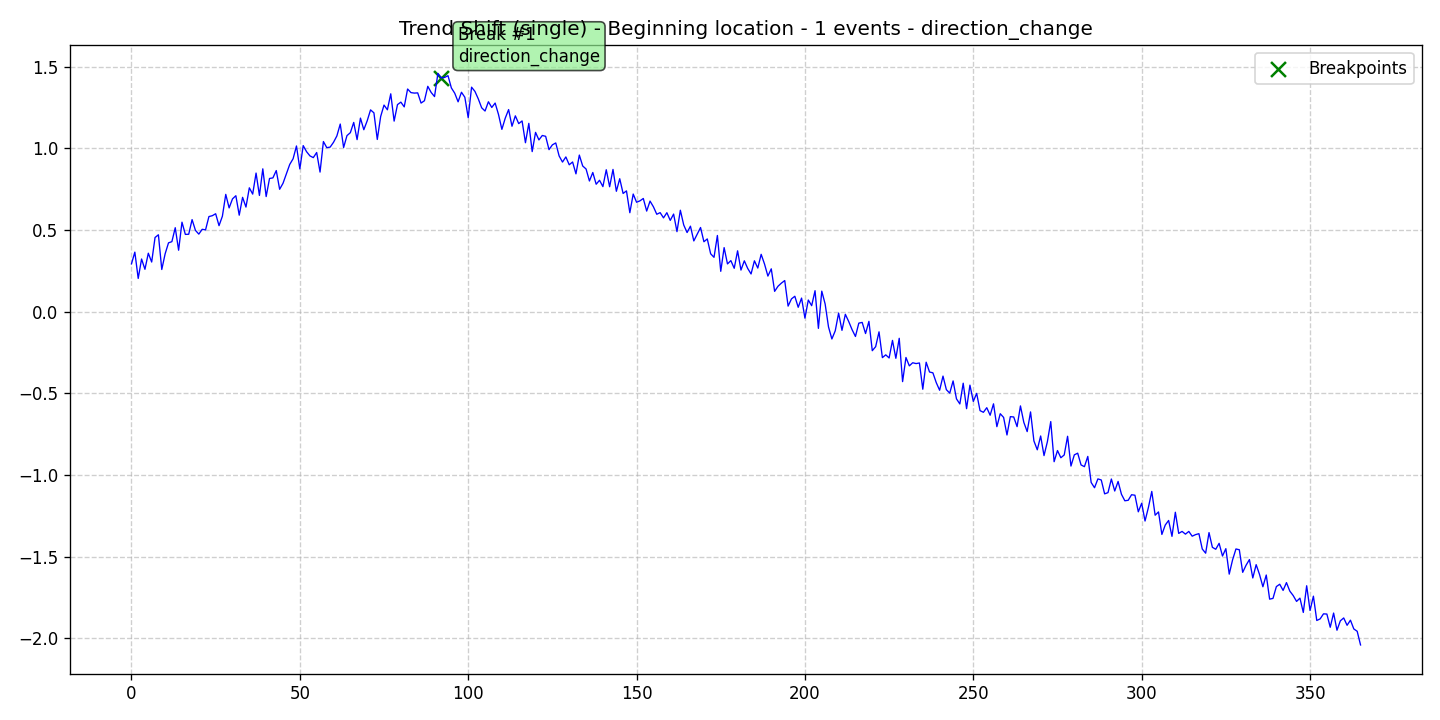 Trend Shift (single) - Beginning location - 1 events - direction_change
Break #1
direction_change
Breakpoints
1.5
1.0
0.5
0.0
−0.5
−1.0
−1.5
−2.0
0 50 100 150 200 250 300 350